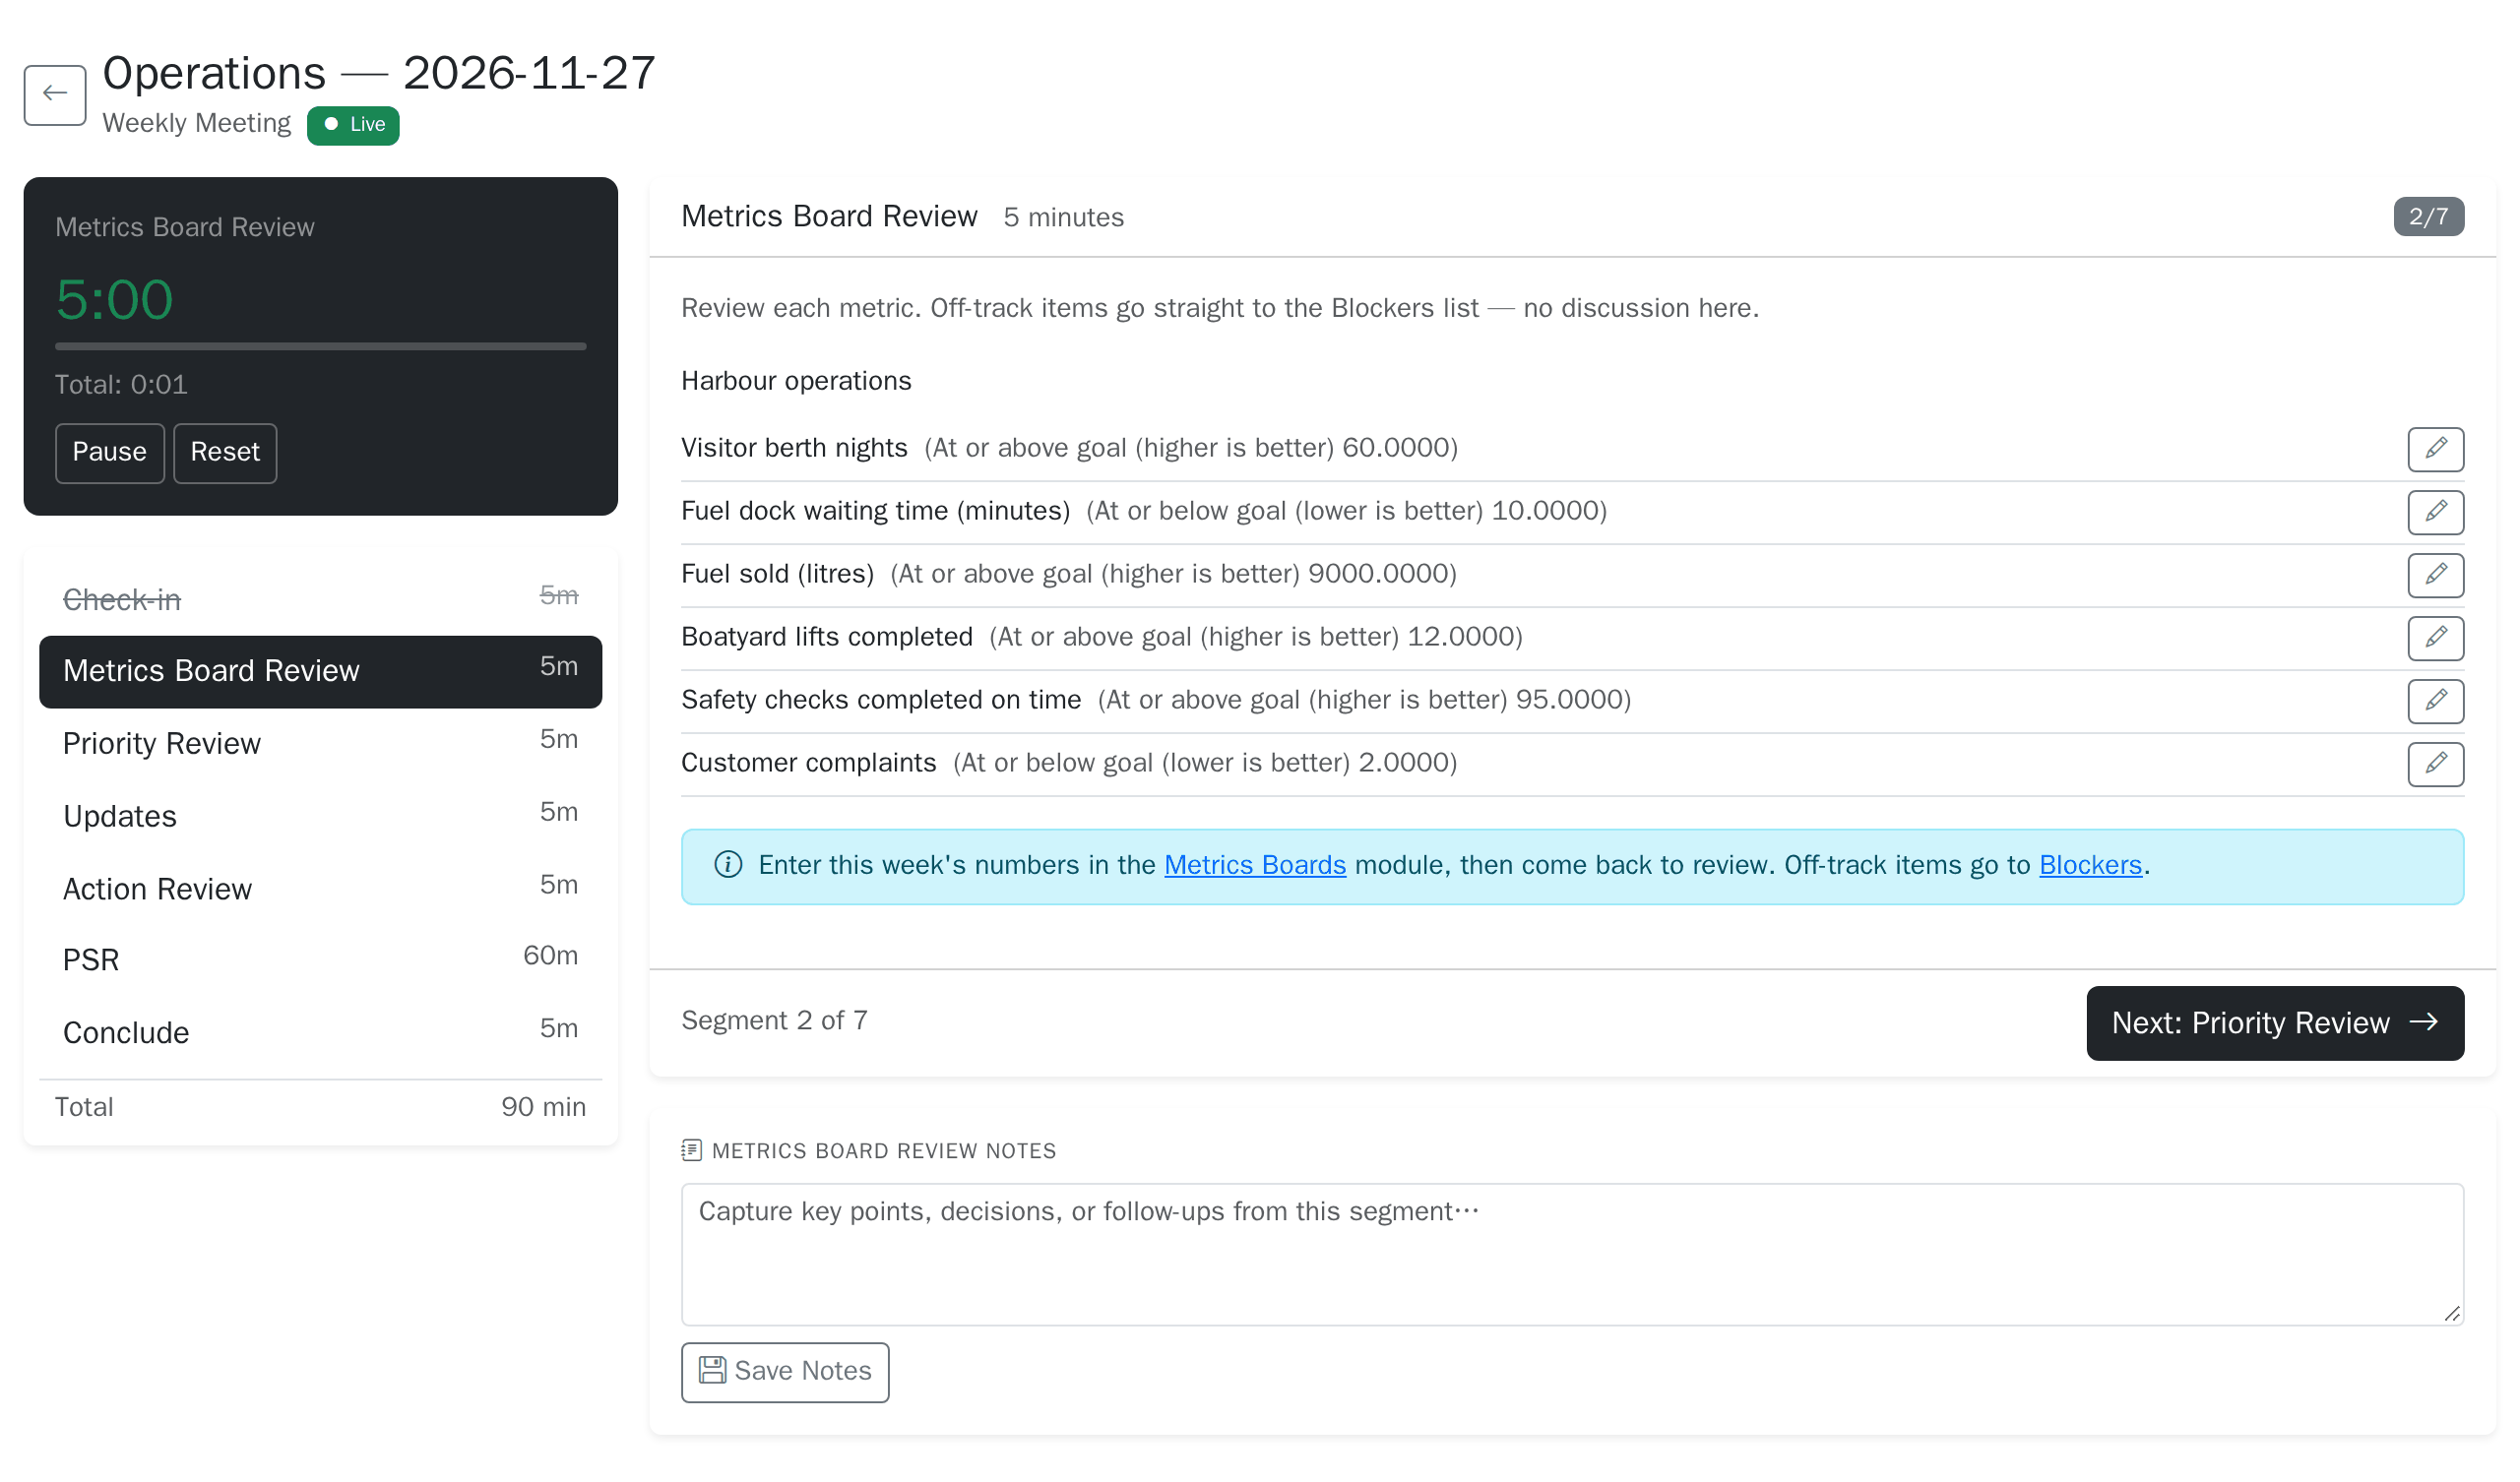 Operations — 2026-11-27
Weekly Meeting Live
Metrics Board Review
5:00
Total: 0:01
Pause Reset
Check-in 5m
Metrics Board Review 5m
Priority Review 5m
Updates 5m
Action Review 5m
PSR 60m
Conclude 5m
Total 90 min
Metrics Board Review 5 minutes 2/7
Review each metric. Off-track items go straight to the Blockers list — no discussion here.
Harbour operations
Visitor berth nights (At or above goal (higher is better) 60.0000)
Fuel dock waiting time (minutes) (At or below goal (lower is better) 10.0000)
Fuel sold (litres) (At or above goal (higher is better) 9000.0000)
Boatyard lifts completed (At or above goal (higher is better) 12.0000)
Safety checks completed on time (At or above goal (higher is better) 95.0000)
Customer complaints (At or below goal (lower is better) 2.0000)
Enter this week's numbers in the Metrics Boards module, then come back to review. Off-track items go to Blockers.
Segment 2 of 7
Next: Priority Review →
METRICS BOARD REVIEW NOTES
Capture key points, decisions, or follow-ups from this segment…
Save Notes